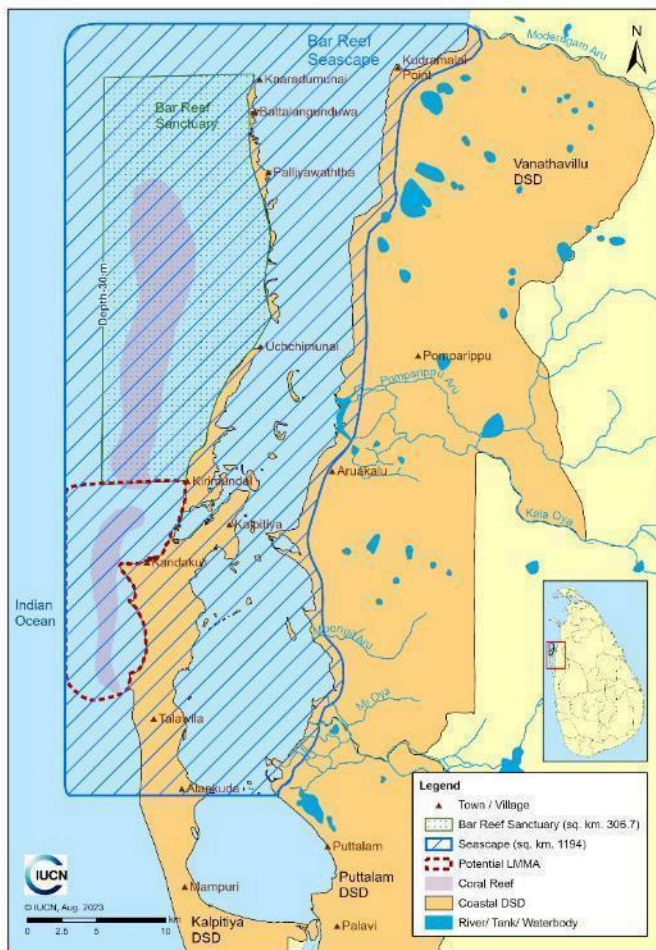 Bar Reef
Seascape
Moderagam Aru
N
Kudramalai
Point
Kaaradumunai
Bar Reef
Sanctuary
Battalangunduwa
Vanathavillu
DSD
Palliyawaththa
Depth-30 m
Uchchimunai
Pomparippu
Pomparippu Aru
Kirimundal
Aruakalu
Kalpitiya
Kala Oya
Kandakuli
Indian
Ocean
Moongil Aru
Mi Oya
Talawila
Alankuda
Legend
Town / Village
Bar Reef Sanctuary (sq. km. 306.7)
Seascape (sq. km. 1194)
Potential LMMA
Coral Reef
Coastal DSD
River/ Tank/ Waterbody
Puttalam
IUCN
Puttalam
DSD
Mampuri
© IUCN, Aug. 2023
0 2.5 5 10
km
Kalpitiya
DSD
Palavi